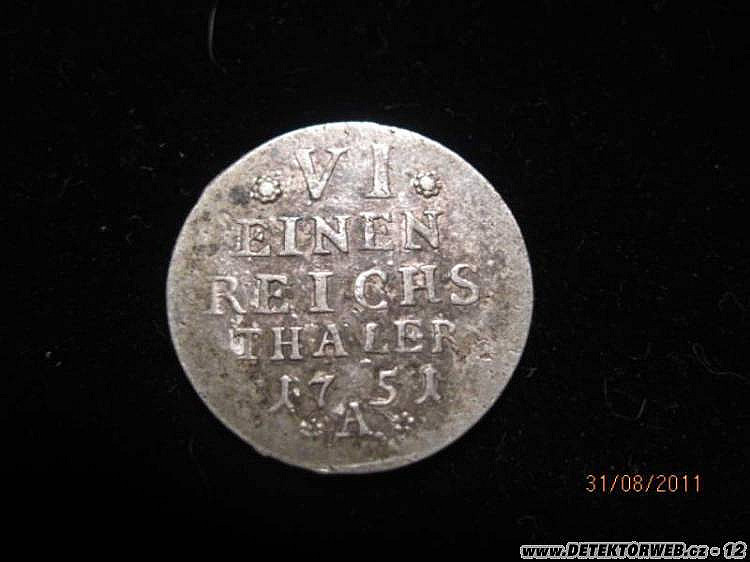 VI
EINEN
REICHS
THALER
1751
A
31/08/2011
www.DETEKTORWEB.cz - 12